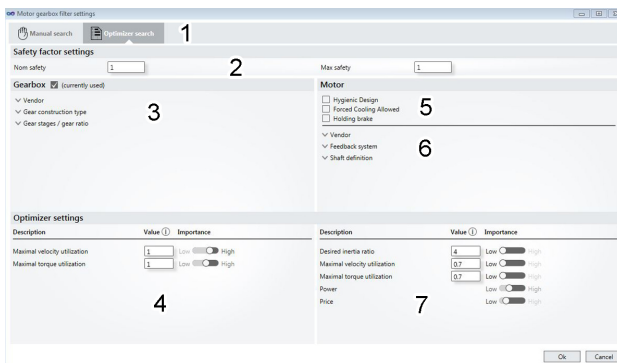 Motor gearbox filter settings
Manual search
Optimizer search
1
Safety factor settings
Nom safety 1
2
Max safety 1
Gearbox (currently used)
Vendor
Gear construction type
Gear stages / gear ratio
3
Motor
Hygienic Design
Forced Cooling Allowed
Holding brake
5
Vendor
Feedback system
Shaft definition
6
Optimizer settings
Description Value i Importance
Maximal velocity utilization 1 Low High
Maximal torque utilization 1 Low High
4
Description Value i Importance
Desired inertia ratio 4 Low High
Maximal velocity utilization 0.7 Low High
Maximal torque utilization 0.7 Low High
Power Low High
Price Low High
7
Ok Cancel